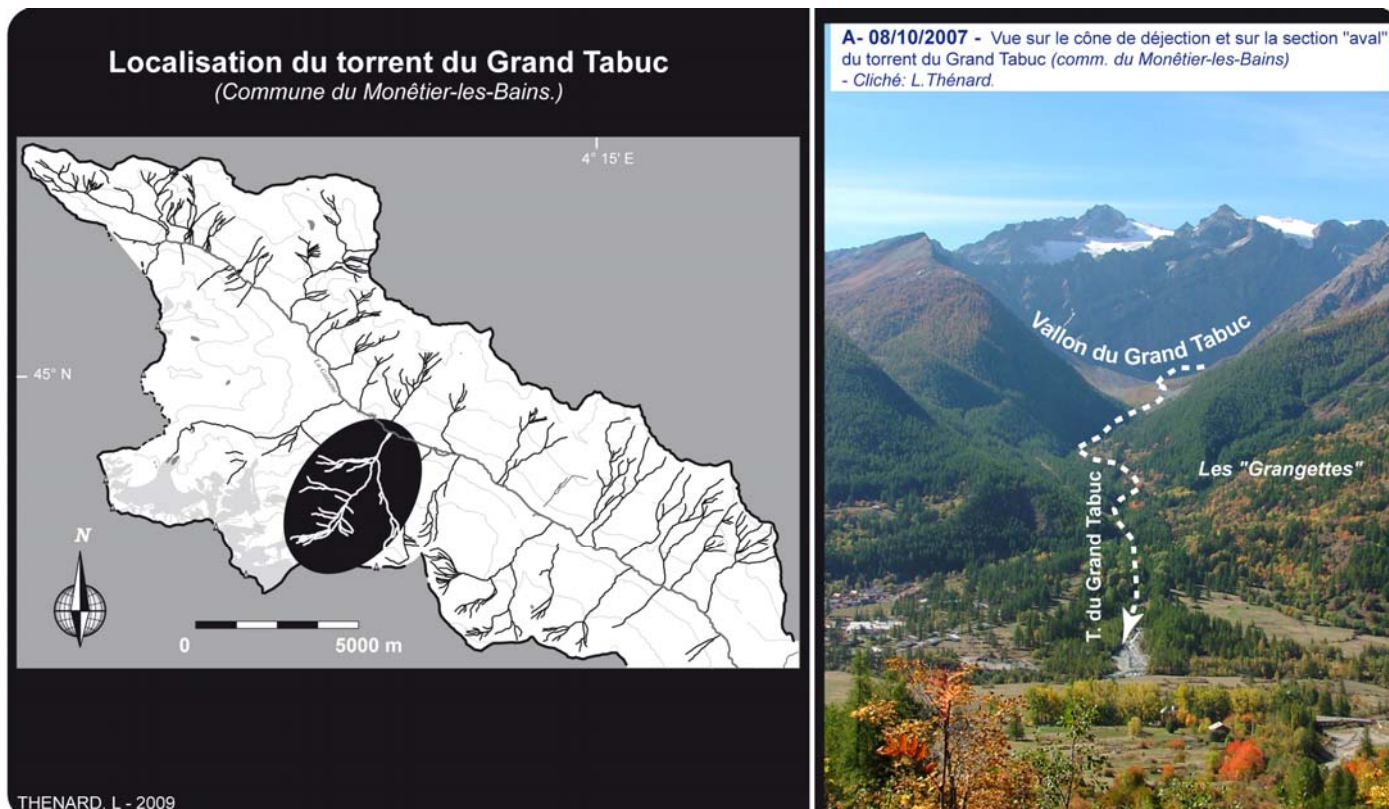 Localisation du torrent du Grand Tabuc
(Commune du Monêtier-les-Bains.)
4° 15' E
45° N
N
0
5000 m
THENARD. L - 2009
A- 08/10/2007 - Vue sur le cône de déjection et sur la section "aval"
du torrent du Grand Tabuc (comm. du Monêtier-les-Bains)
- Cliché: L.Thénard.
Vallon du Grand Tabuc
Les "Grangettes"
T. du Grand Tabuc